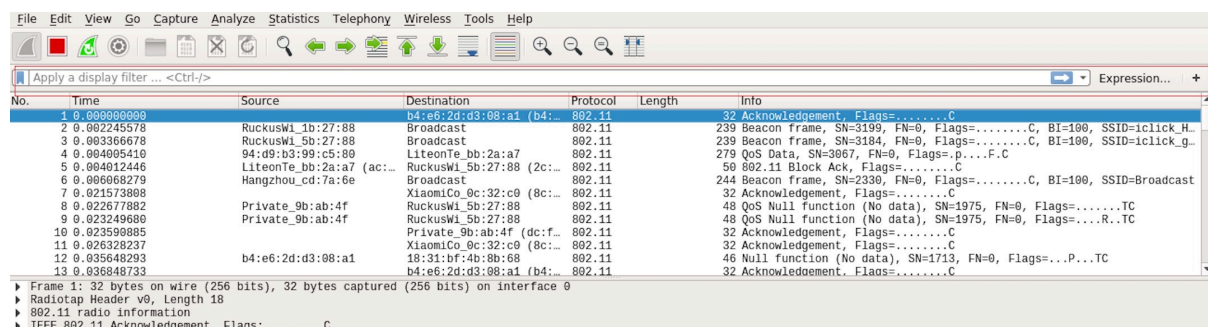 File Edit View Go Capture Analyze Statistics Telephony Wireless Tools Help
Apply a display filter ... <Ctrl-/> Expression... +
No. Time Source Destination Protocol Length Info
1 0.000000000 b4:e6:2d:d3:08:a1 (b4:… 802.11 32 Acknowledgement, Flags=........C
2 0.002245578 RuckusWi_1b:27:88 Broadcast 802.11 239 Beacon frame, SN=3199, FN=0, Flags=........C, BI=100, SSID=iclick_H…
3 0.003366678 RuckusWi_5b:27:88 Broadcast 802.11 239 Beacon frame, SN=3184, FN=0, Flags=........C, BI=100, SSID=iclick_g…
4 0.004005410 94:d9:b3:99:c5:80 LiteonTe_bb:2a:a7 802.11 279 QoS Data, SN=3067, FN=0, Flags=.p....F.C
5 0.004012446 LiteonTe_bb:2a:a7 (ac:… RuckusWi_5b:27:88 (2c:… 802.11 50 802.11 Block Ack, Flags=........C
6 0.006068279 Hangzhou_cd:7a:6e Broadcast 802.11 244 Beacon frame, SN=2330, FN=0, Flags=........C, BI=100, SSID=Broadcast
7 0.021573808 XiaomiCo_0c:32:c0 (8c:… 802.11 32 Acknowledgement, Flags=........C
8 0.022677882 Private_9b:ab:4f RuckusWi_5b:27:88 802.11 48 QoS Null function (No data), SN=1975, FN=0, Flags=.......TC
9 0.023249680 Private_9b:ab:4f RuckusWi_5b:27:88 802.11 48 QoS Null function (No data), SN=1975, FN=0, Flags=....R..TC
10 0.023590885 Private_9b:ab:4f (dc:f… 802.11 32 Acknowledgement, Flags=........C
11 0.026328237 XiaomiCo_0c:32:c0 (8c:… 802.11 32 Acknowledgement, Flags=........C
12 0.035648293 b4:e6:2d:d3:08:a1 18:31:bf:4b:8b:68 802.11 46 Null function (No data), SN=1713, FN=0, Flags=...P...TC
13 0.036848733 b4:e6:2d:d3:08:a1 (b4:… 802.11 32 Acknowledgement, Flags=........C
Frame 1: 32 bytes on wire (256 bits), 32 bytes captured (256 bits) on interface 0
Radiotap Header v0, Length 18
802.11 radio information
IEEE 802.11 Acknowledgement, Flags: ........C